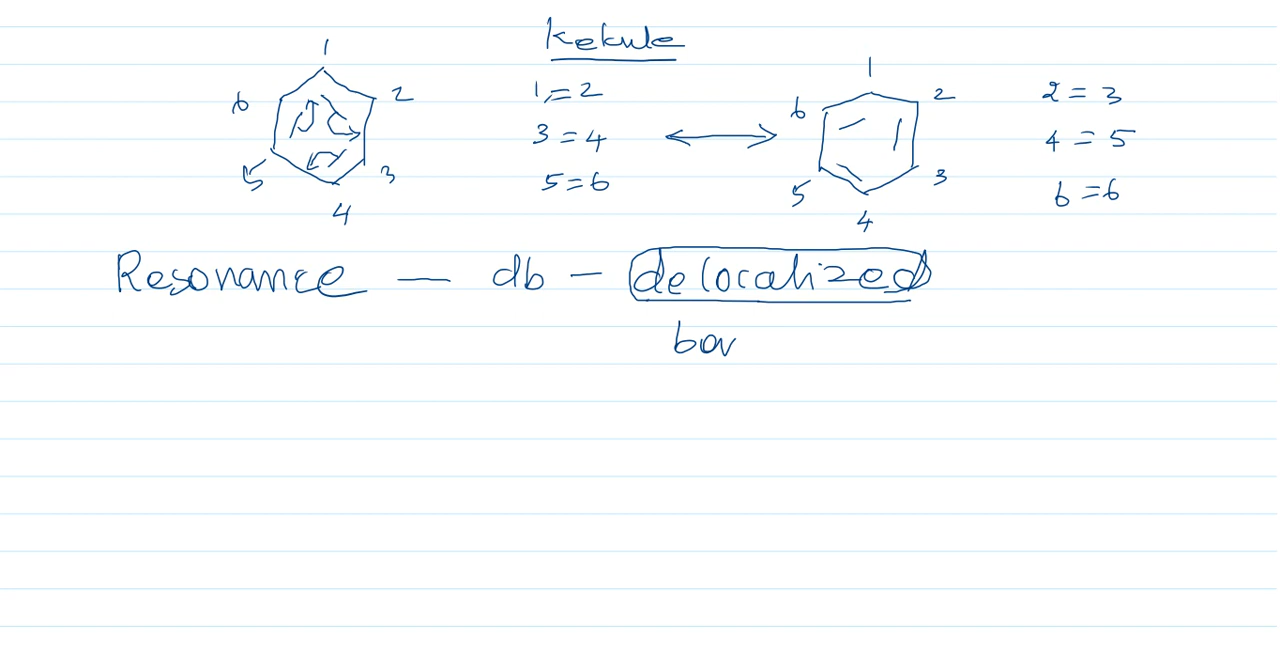 Kekule
1
6
2
5
3
4
1 = 2
3 = 4
5 = 6
1
6
2
5
3
4
2 = 3
4 = 5
6 = 6
Resonance — db — delocalized
bon